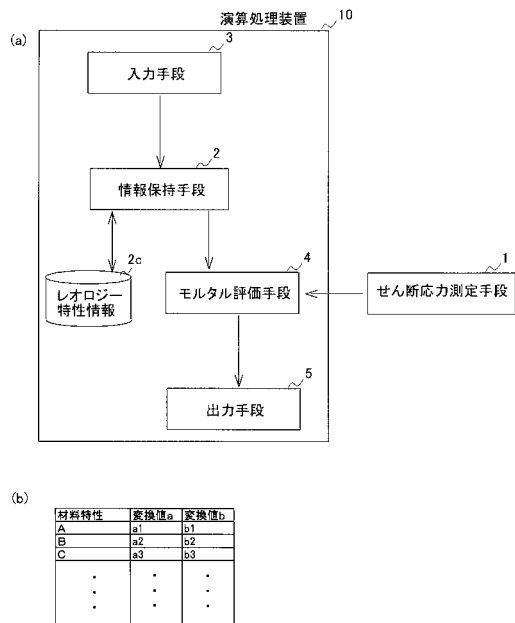 (a)
演算処理装置 10
3
入力手段
2
情報保持手段
2c
レオロジー
特性情報
4
モルタル評価手段
1
せん断応力測定手段
5
出力手段
(b)
材料特性 変換値a 変換値b
A a1 b1
B a2 b2
C a3 b3